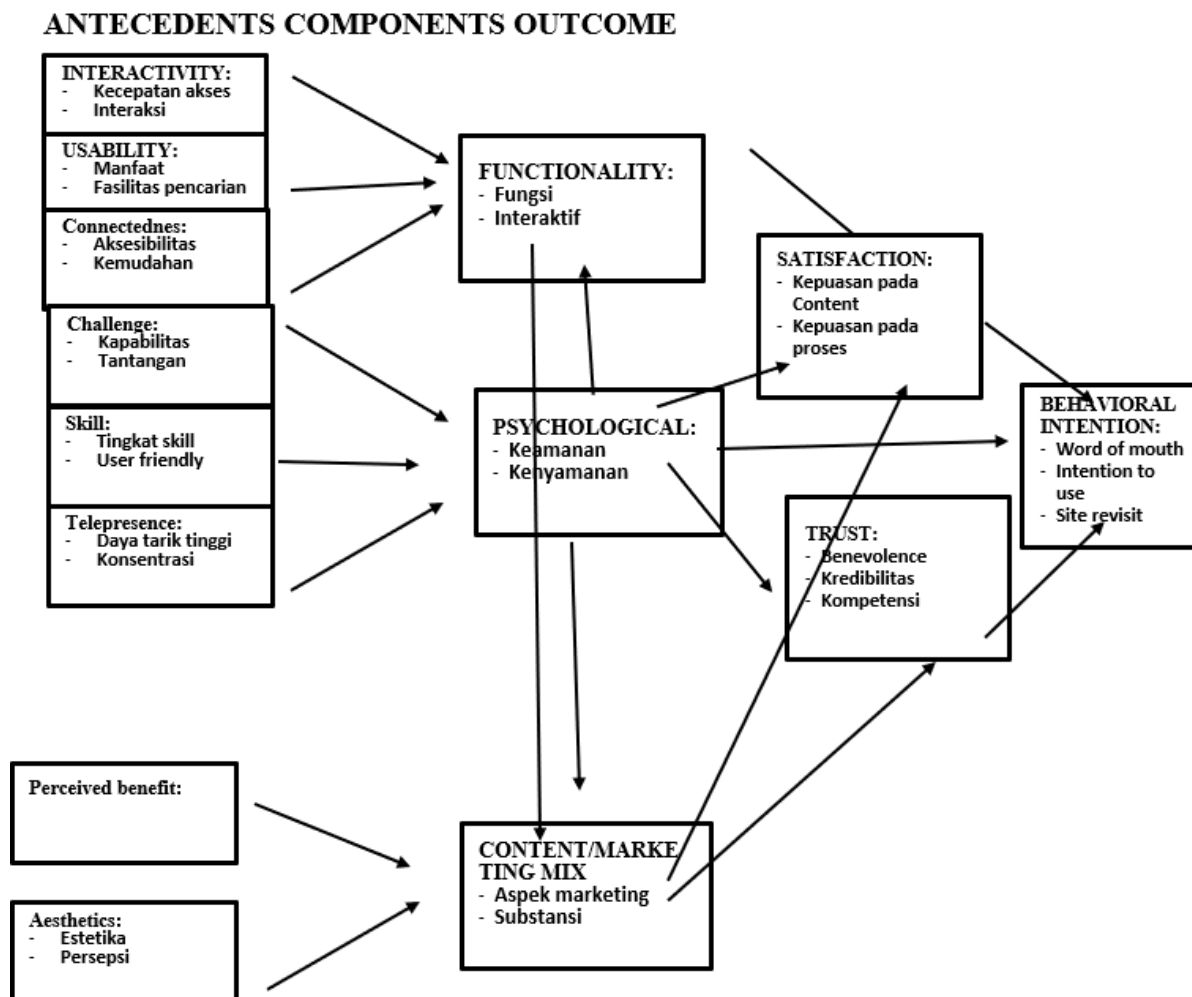 ANTECEDENTS COMPONENTS OUTCOME
INTERACTIVITY:
- Kecepatan akses
- Interaksi
USABILITY:
- Manfaat
- Fasilitas pencarian
Connectednes:
- Aksesibilitas
- Kemudahan
Challenge:
- Kapabilitas
- Tantangan
Skill:
- Tingkat skill
- User friendly
Telepresence:
- Daya tarik tinggi
- Konsentrasi
Perceived benefit:
Aesthetics:
- Estetika
- Persepsi
FUNCTIONALITY:
- Fungsi
- Interaktif
PSYCHOLOGICAL:
- Keamanan
- Kenyamanan
CONTENT/MARKE
TING MIX
- Aspek marketing
- Substansi
SATISFACTION:
- Kepuasan pada
Content
- Kepuasan pada
proses
TRUST:
- Benevolence
- Kredibilitas
- Kompetensi
BEHAVIORAL
INTENTION:
- Word of mouth
- Intention to
use
- Site revisit